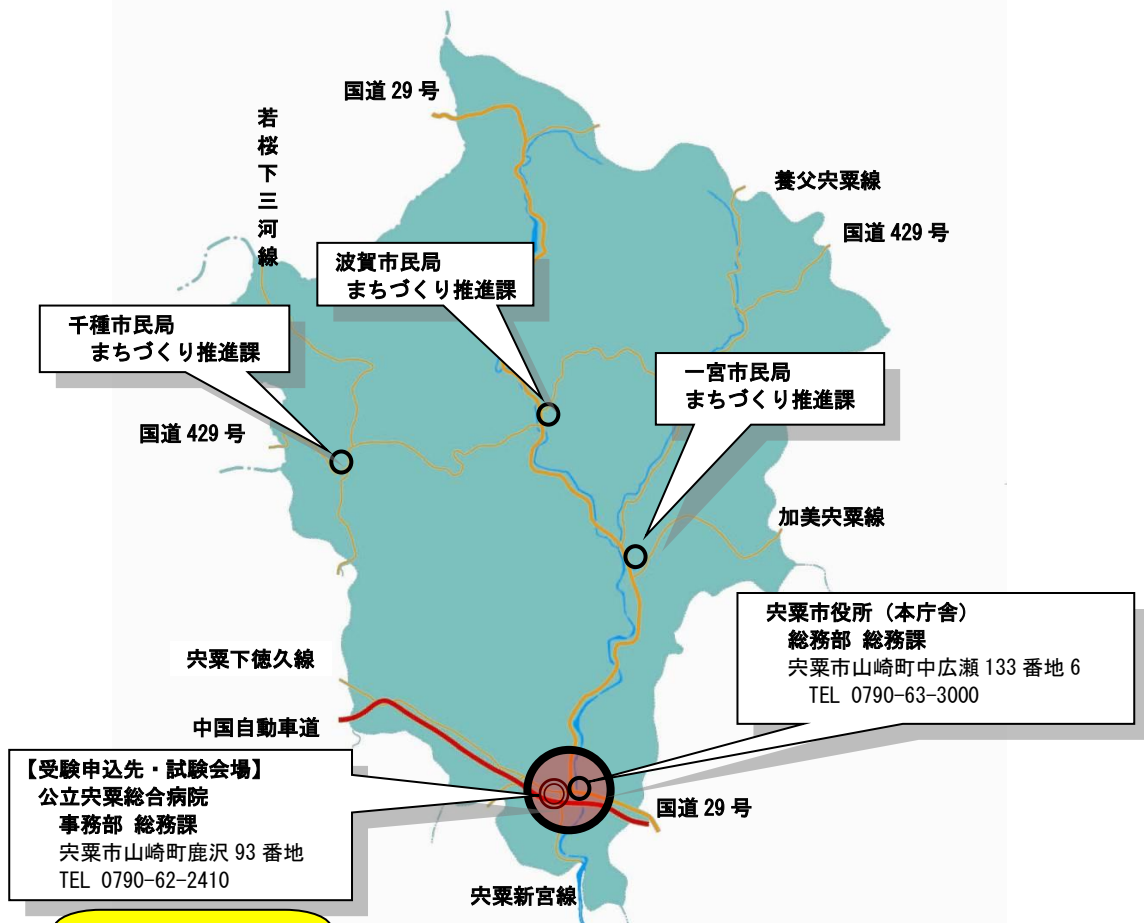 国道 29 号
若桜下三河線
養父宍粟線
国道 429 号
波賀市民局
まちづくり推進課
千種市民局
まちづくり推進課
一宮市民局
まちづくり推進課
国道 429 号
加美宍粟線
宍粟市役所（本庁舎）
総務部 総務課
宍粟市山崎町中広瀬 133 番地 6
TEL 0790-63-3000
宍粟下徳久線
中国自動車道
【受験申込先・試験会場】
公立宍粟総合病院
事務部 総務課
宍粟市山崎町鹿沢 93 番地
TEL 0790-62-2410
国道 29 号
宍粟新宮線